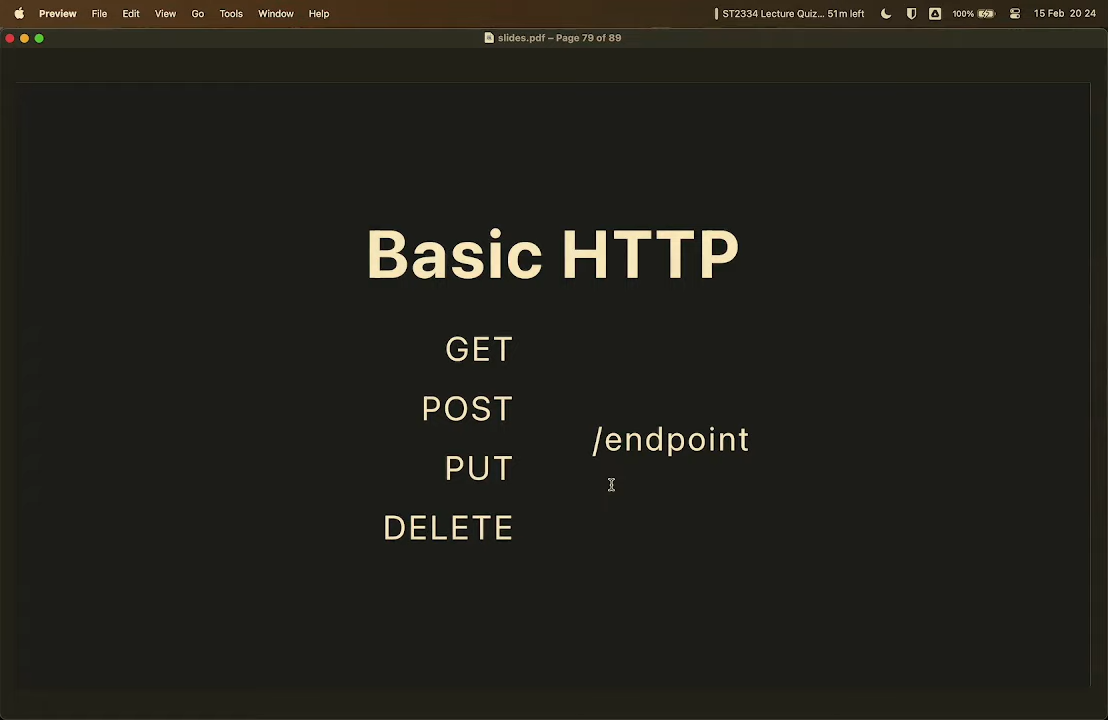 Preview File Edit View Go Tools Window Help ST2334 Lecture Quiz... 51m left 100% 15 Feb 20 24
slides.pdf – Page 79 of 89
Basic HTTP
GET
POST
/endpoint
PUT
DELETE